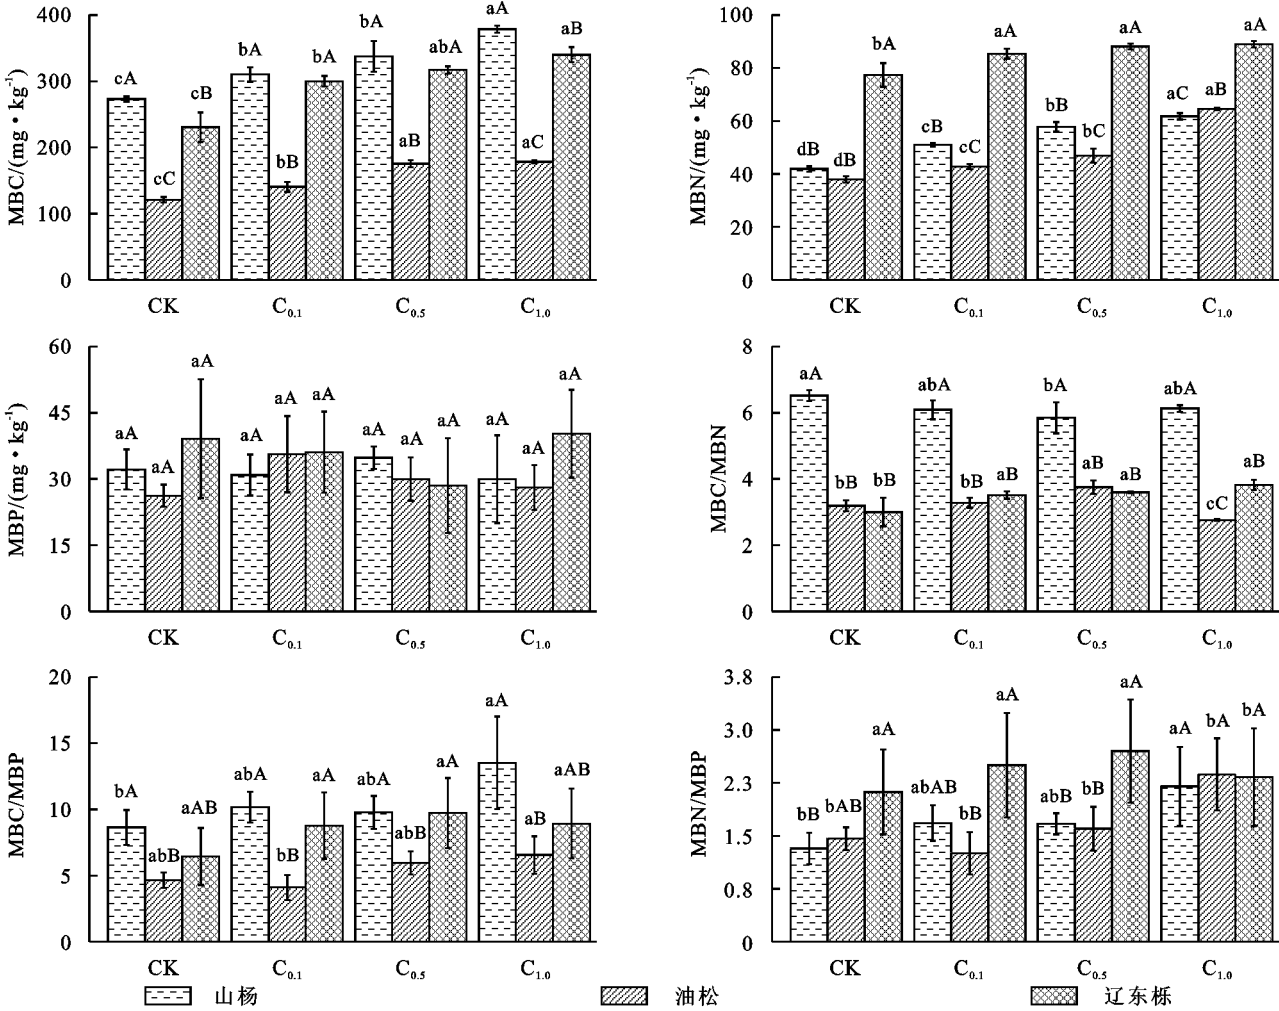 MBC/(mg·kg⁻¹)
400
300
200
100
0
cA cC cB
bA bB bA
bA aB abA
aA aC aB
CK C0.1 C0.5 C1.0
MBN/(mg·kg⁻¹)
100
80
60
40
20
0
dB dB bA
cB cC aA
bB bC aA
aC aB aA
CK C0.1 C0.5 C1.0
MBP/(mg·kg⁻¹)
60
45
30
15
0
aA aA aA
aA aA aA
aA aA aA
aA aA aA
CK C0.1 C0.5 C1.0
MBC/MBN
8
6
4
2
0
aA bB bB
abA bB aB
bA aB aB
abA cC aB
CK C0.1 C0.5 C1.0
MBC/MBP
20
15
10
5
0
bA abB aAB
abA bB aA
abA abB aA
aA aB aAB
CK C0.1 C0.5 C1.0
MBN/MBP
3.8
3.0
2.3
1.5
0.8
0
bB bAB aA
abAB bB aA
abB bB aA
aA bA bA
CK C0.1 C0.5 C1.0
山杨 油松 辽东栎